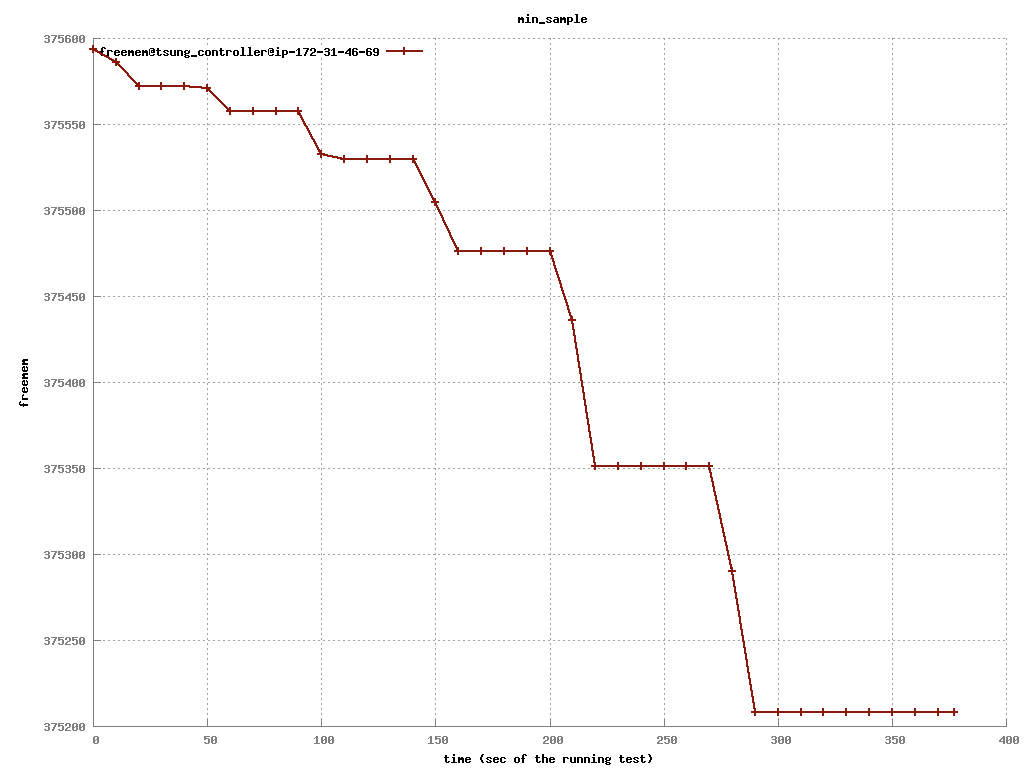 min_sample
375600
freemem@tsung_controller@ip-172-31-46-69
375550
375500
375450
freemem
375400
375350
375300
375250
375200
0 50 100 150 200 250 300 350 400
time (sec of the running test)